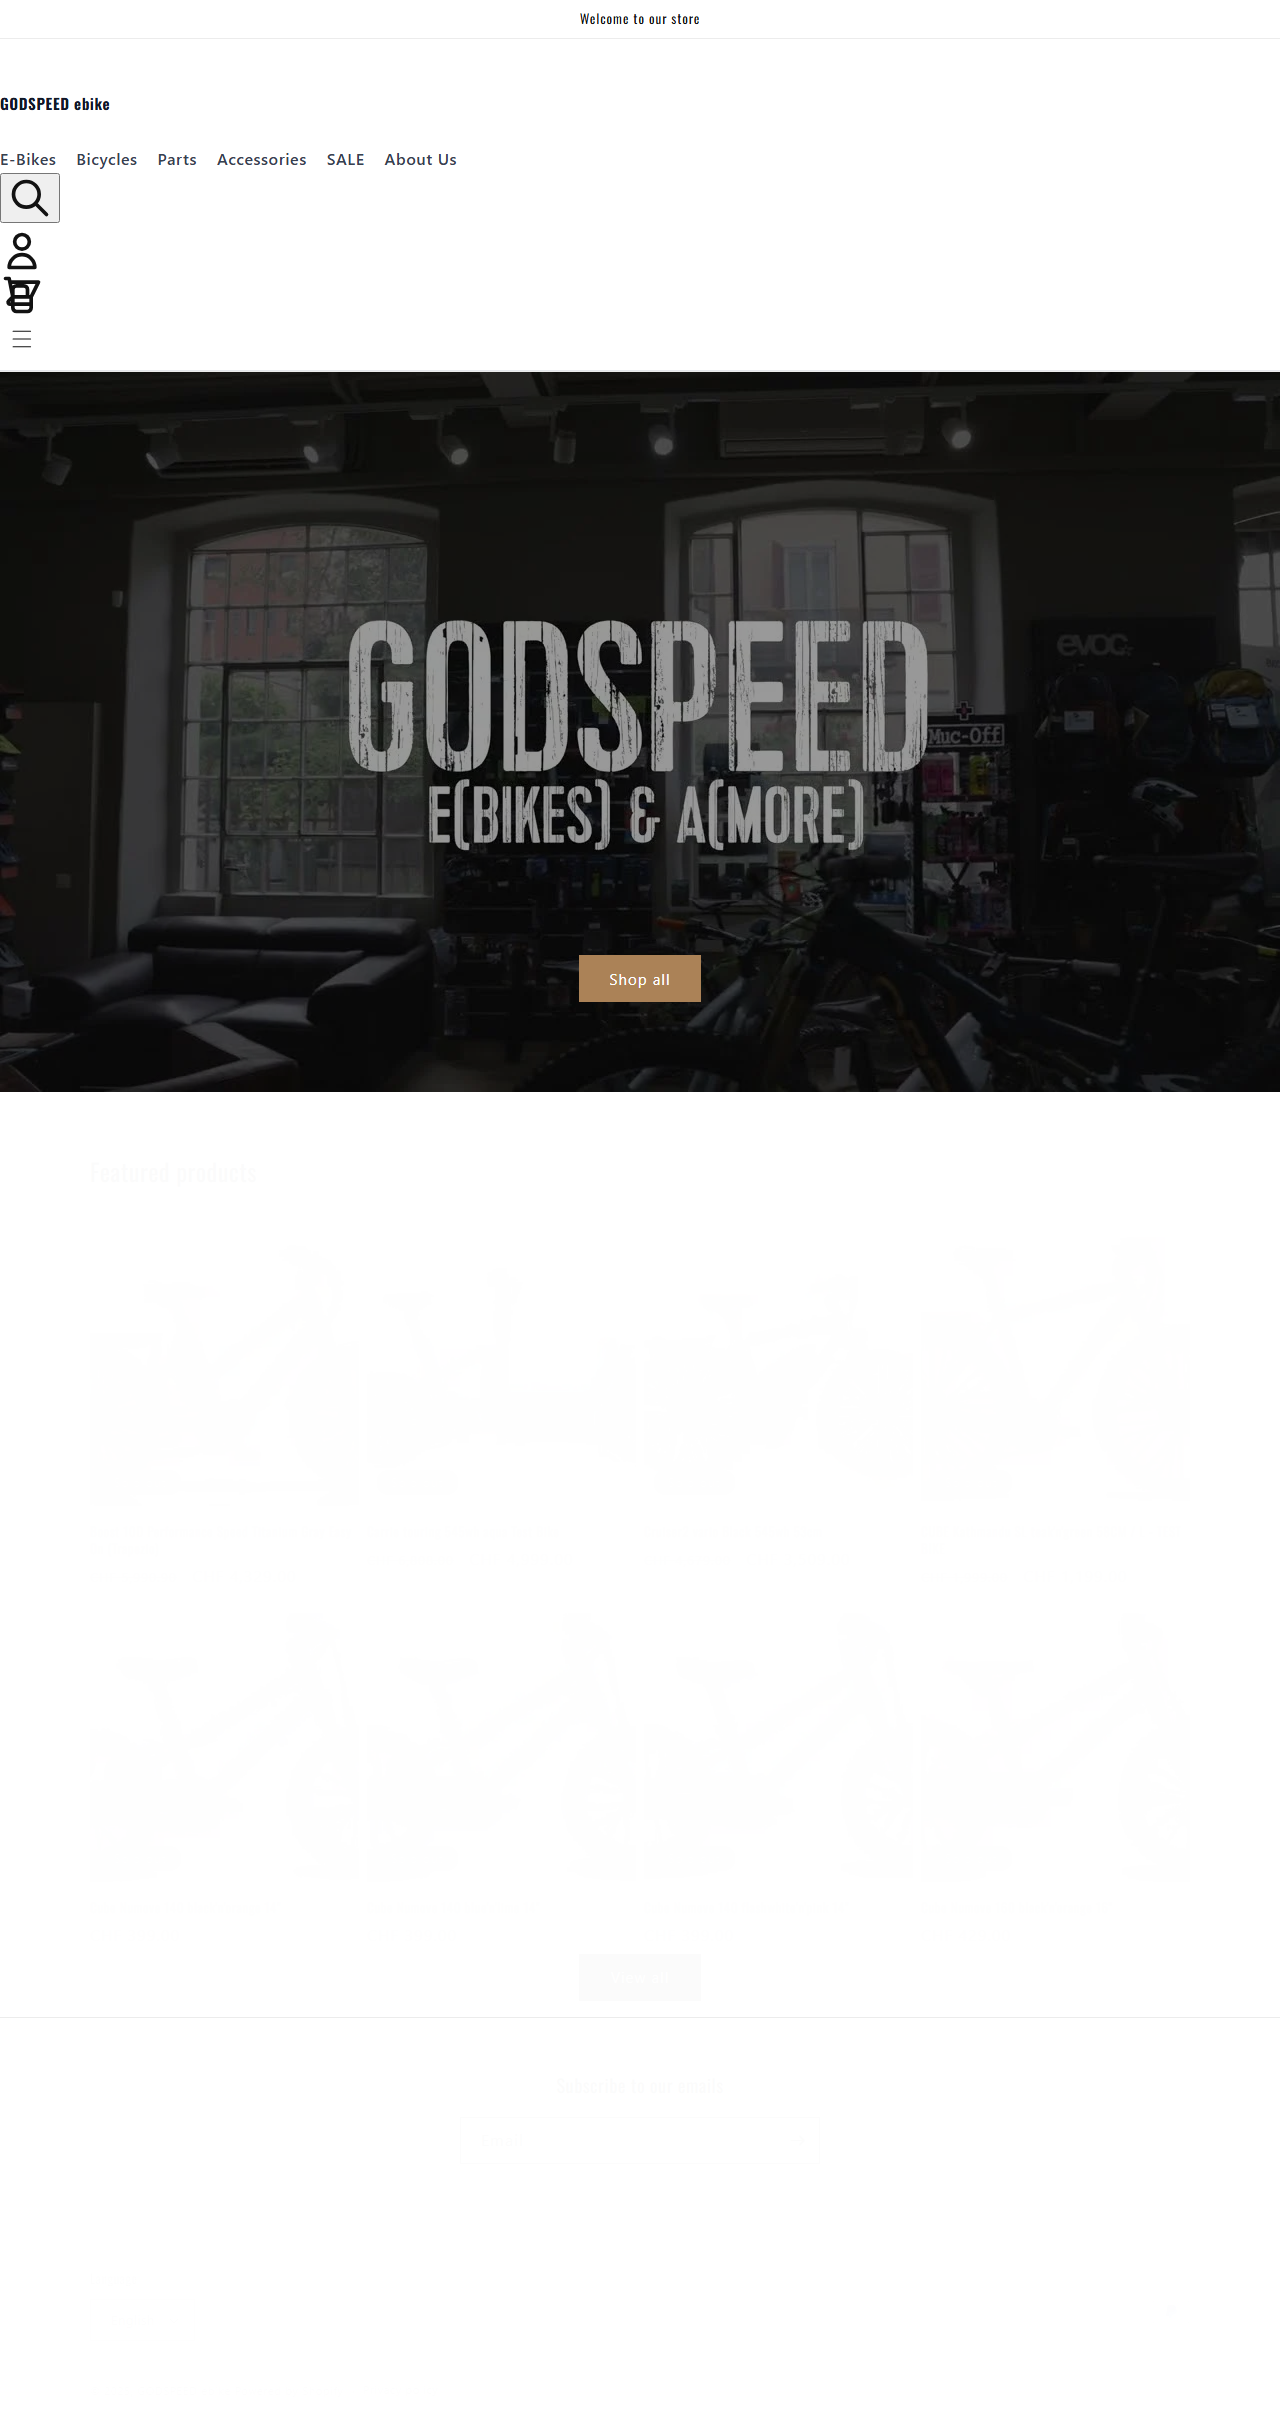 Welcome to our store
GODSPEED ebike
E-Bikes Bicycles Parts Accessories SALE About Us
evoc
Muc-Off
GODSPEED
E(BIKES) & A(MORE)
Shop all
Featured products
View all
Subscribe to our emails